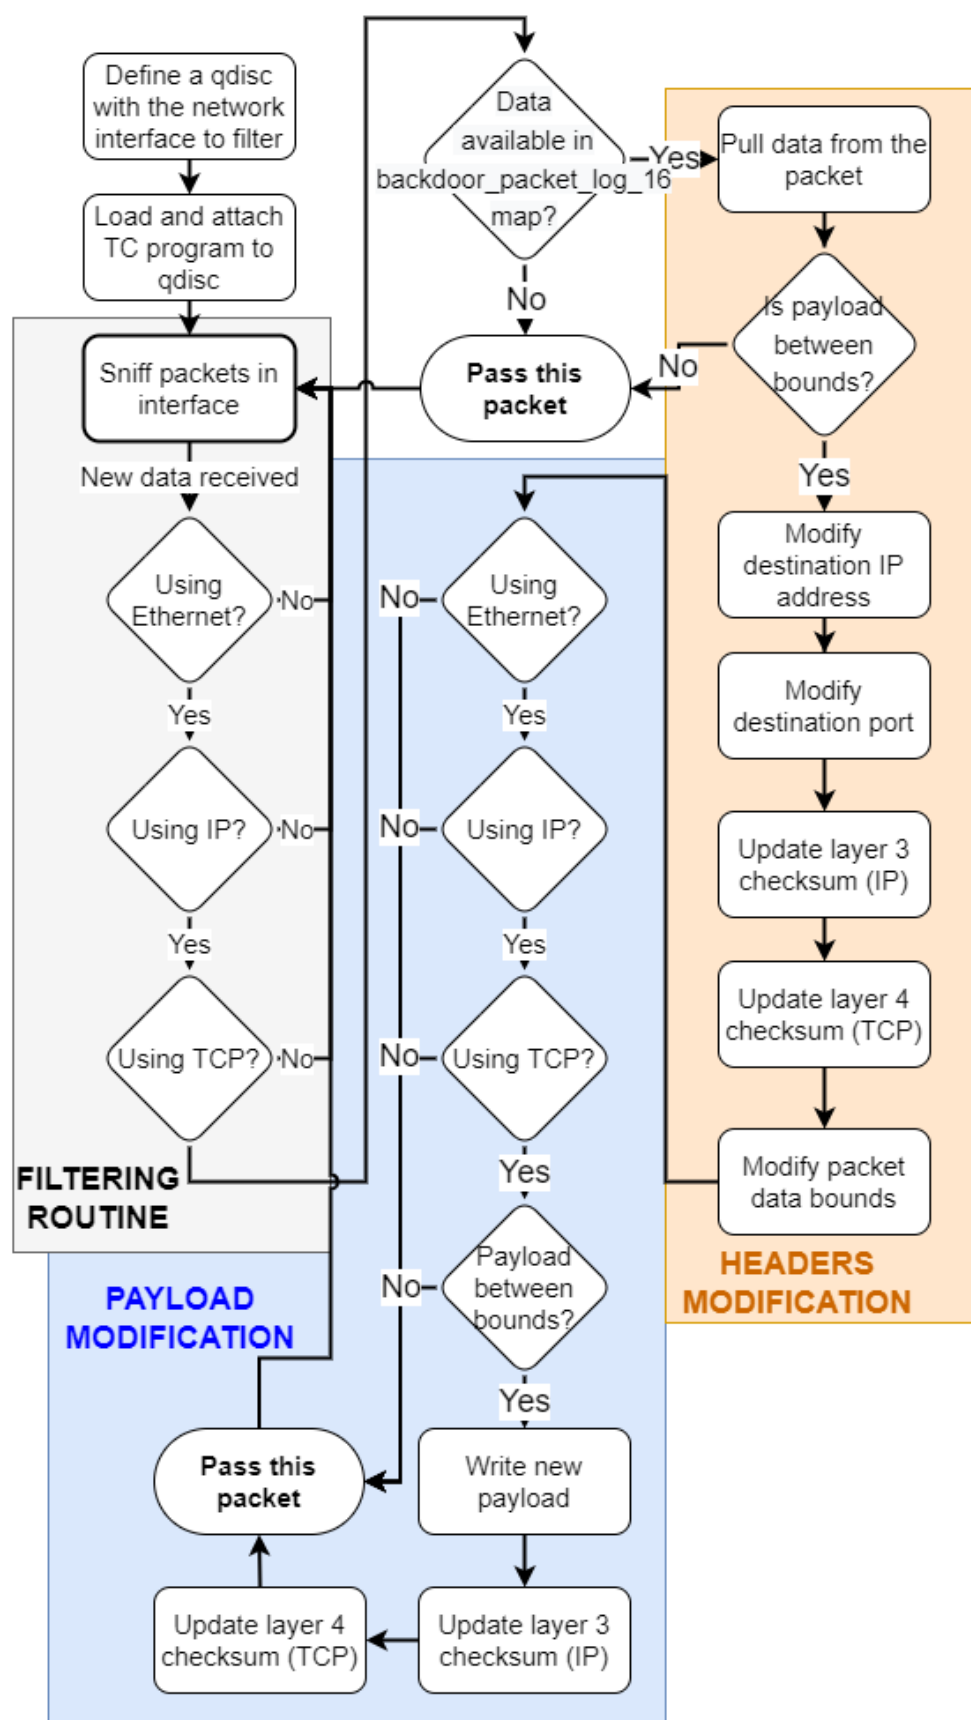 Define a qdisc
with the network
interface to filter
Load and attach
TC program to
qdisc
Sniff packets in
interface
New data received
Using
Ethernet?
No
Yes
Using IP?
No
Yes
Using TCP?
No
FILTERING
ROUTINE
Data
available in
backdoor_packet_log_16
map?
Yes
No
Pass this
packet
Pull data from the
packet
Is payload
between
bounds?
No
Yes
Modify
destination IP
address
Modify
destination port
Update layer 3
checksum (IP)
Update layer 4
checksum (TCP)
Modify packet
data bounds
HEADERS
MODIFICATION
Using
Ethernet?
No
Yes
Using IP?
No
Yes
Using TCP?
No
Yes
Payload
between
bounds?
No
Yes
Write new
payload
Update layer 3
checksum (IP)
Update layer 4
checksum (TCP)
Pass this
packet
PAYLOAD
MODIFICATION